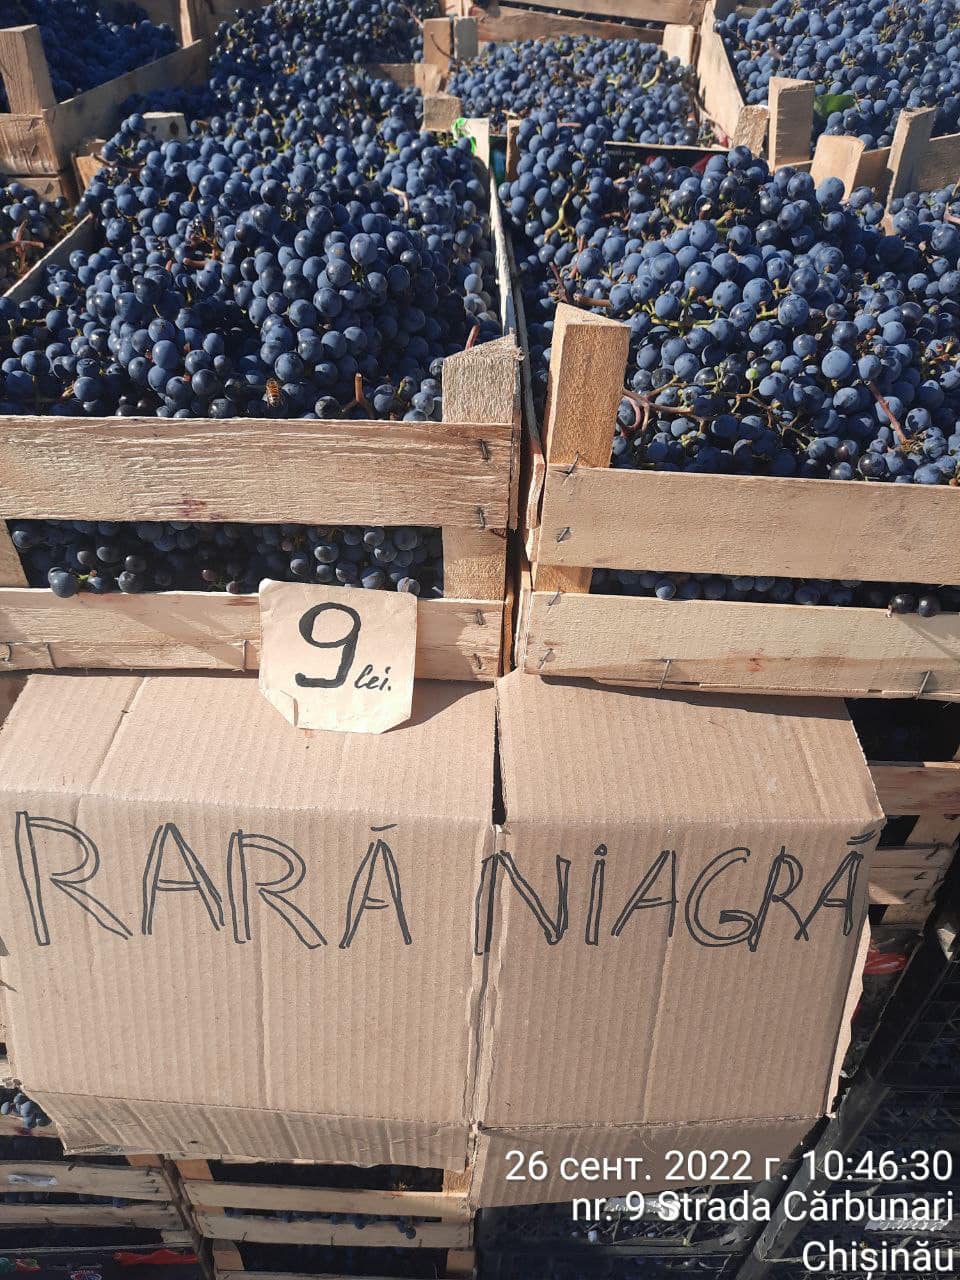 9 lei.
RARĂ NIAGRĂ
26 сент. 2022 г. 10:46:30
nr. 9 Strada Cărbunari
Chișinău